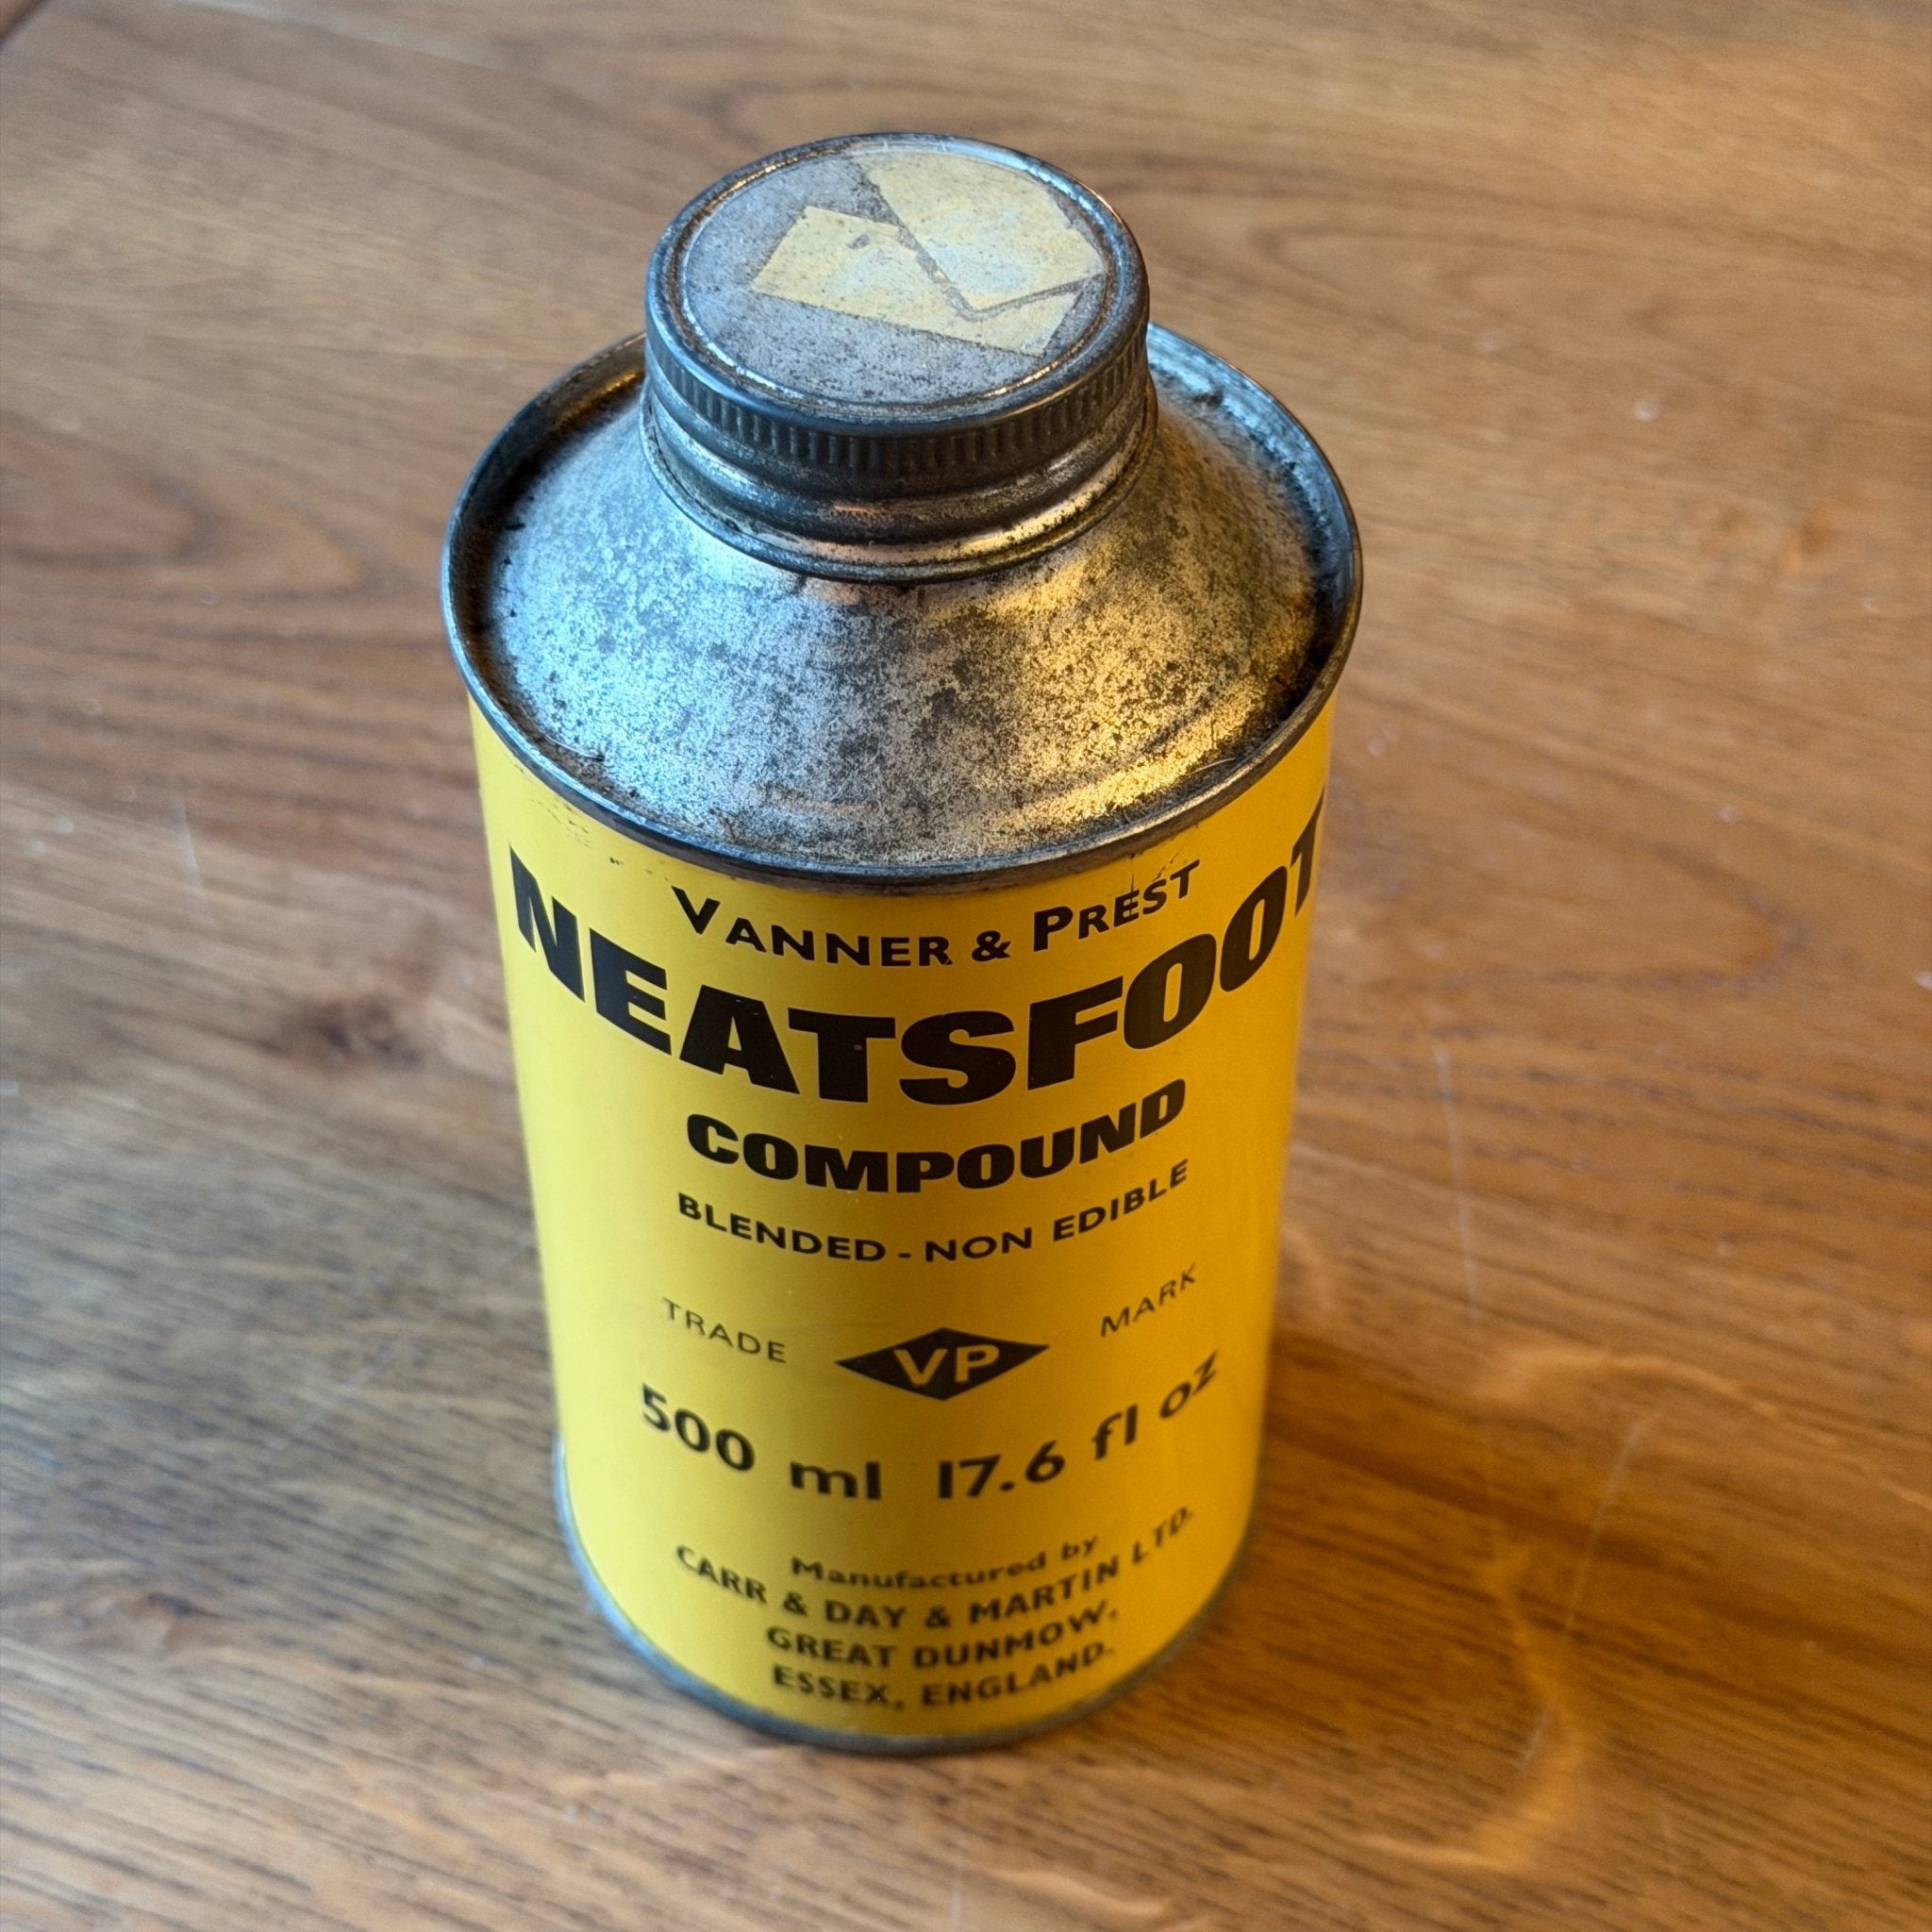 VANNER & PREST
NEATSFOOT
COMPOUND
BLENDED - NON EDIBLE
TRADE VP MARK
500 ml 17.6 fl oz
Manufactured by
CARR & DAY & MARTIN LTD.
GREAT DUNMOW,
ESSEX, ENGLAND.